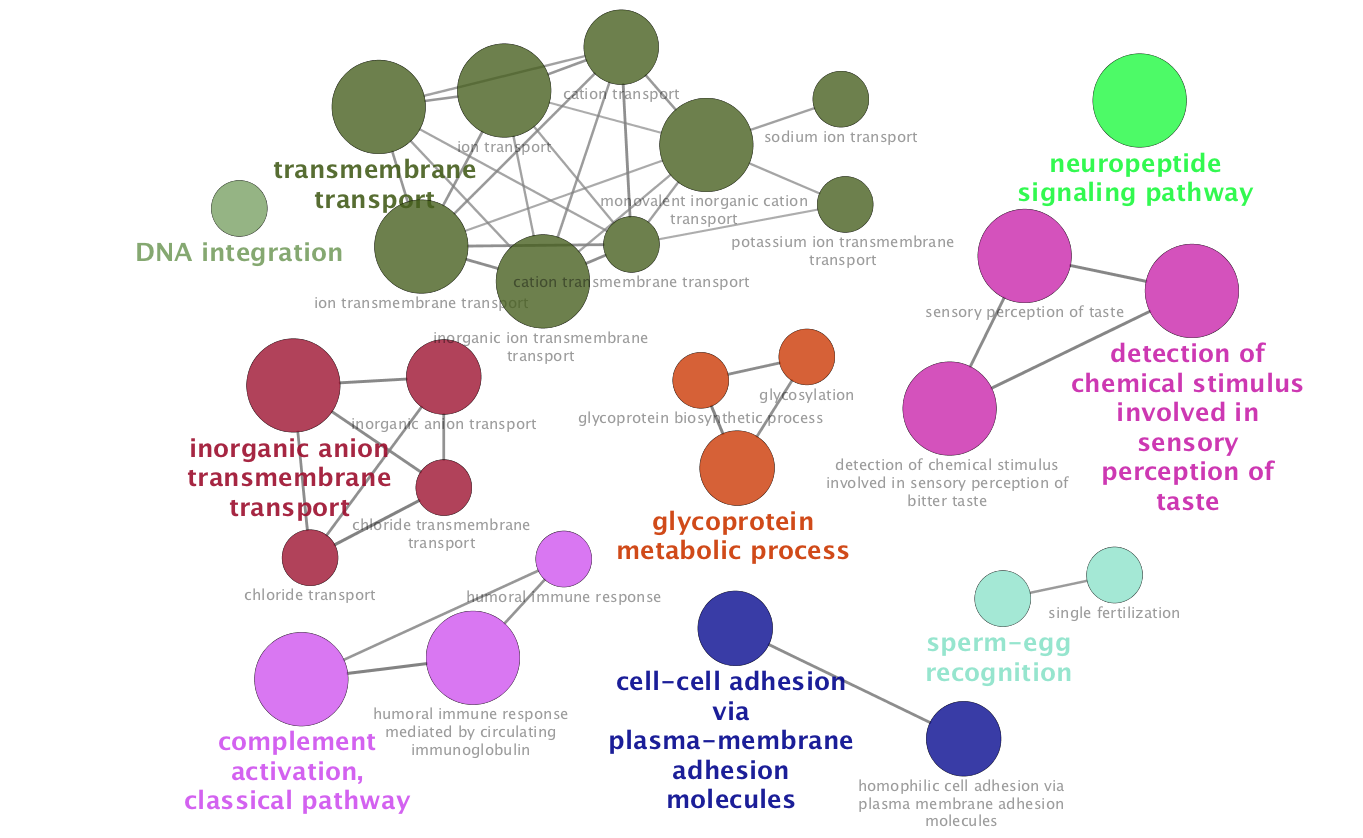 cation transport
sodium ion transport
ion transport
neuropeptide
signaling pathway
transmembrane
transport
monovalent inorganic cation
transport
DNA integration
potassium ion transmembrane
transport
cation transmembrane transport
ion transmembrane transport
sensory perception of taste
inorganic ion transmembrane
transport
detection of
chemical stimulus
involved in
sensory
perception of
taste
glycosylation
glycoprotein biosynthetic process
inorganic anion transport
inorganic anion
transmembrane
transport
detection of chemical stimulus
involved in sensory perception of
bitter taste
glycoprotein
metabolic process
chloride transmembrane
transport
chloride transport
humoral immune response
single fertilization
sperm-egg
recognition
cell-cell adhesion
via
plasma-membrane
adhesion
molecules
humoral immune response
mediated by circulating
immunoglobulin
complement
activation,
classical pathway
homophilic cell adhesion via
plasma membrane adhesion
molecules